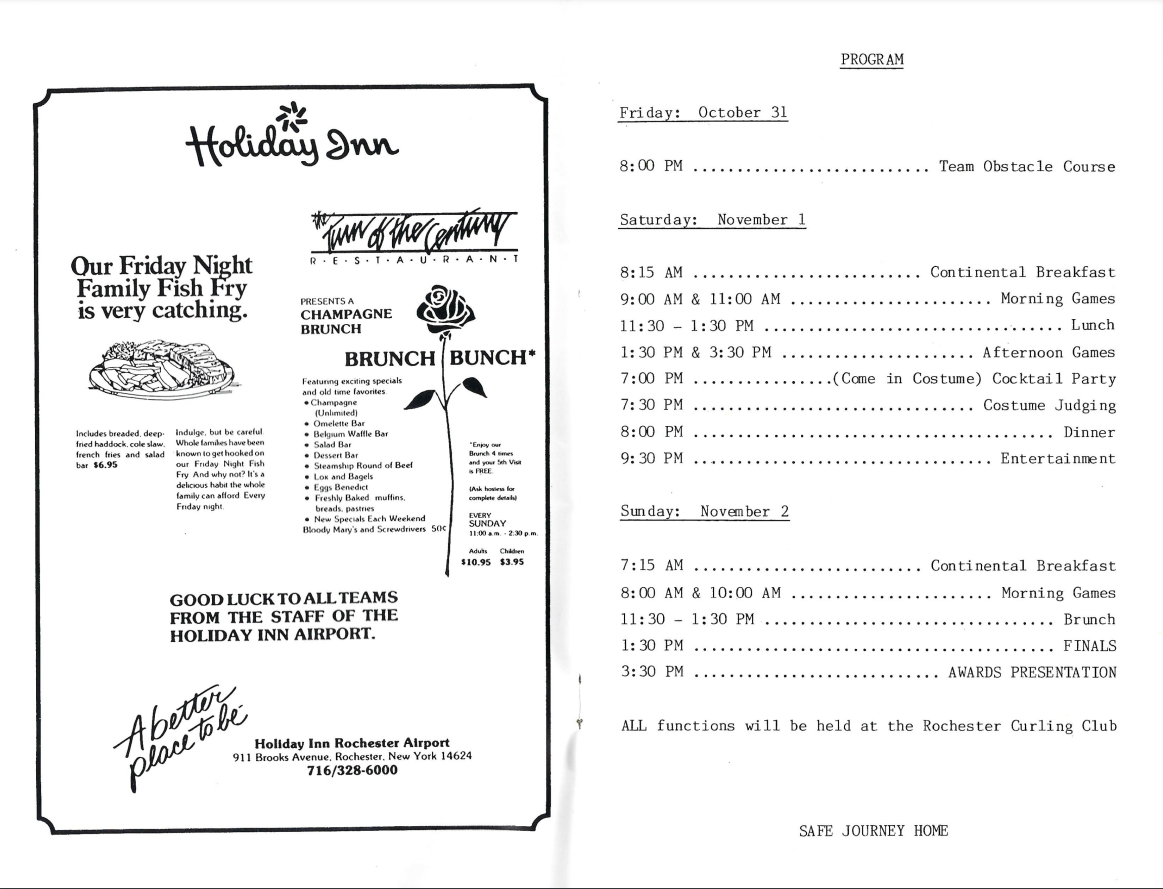 Holiday Inn
Our Friday Night
Family Fish Fry
is very catching.
Includes breaded, deep-
fried haddock, cole slaw,
french fries and salad
bar $6.95
Indulge, but be careful.
Whole families have been
known to get hooked on
our Friday Night Fish
Fry. And why not? It's a
delicious habit the whole
family can afford. Every
Friday night.
the Turn of the Century
R·E·S·T·A·U·R·A·N·T
PRESENTS A
CHAMPAGNE
BRUNCH
BRUNCH BUNCH*
Featuring exciting specials
and old time favorites.
• Champagne
(Unlimited)
• Omelette Bar
• Belgium Waffle Bar
• Salad Bar
• Dessert Bar
• Steamship Round of Beef
• Lox and Bagels
• Eggs Benedict
• Freshly Baked muffins,
breads, pastries
• New Specials Each Weekend
Bloody Mary's and Screwdrivers 50¢
*Enjoy our
Brunch 4 times
and your 5th Visit
is FREE.
(Ask hostess for
complete details)
EVERY
SUNDAY
11:00 a.m. - 2:30 p.m.
Adults Children
$10.95 $3.95
GOOD LUCK TO ALL TEAMS
FROM THE STAFF OF THE
HOLIDAY INN AIRPORT.
A better
place to be
Holiday Inn Rochester Airport
911 Brooks Avenue, Rochester, New York 14624
716/328-6000
PROGRAM
Friday: October 31
8:00 PM ........................... Team Obstacle Course
Saturday: November 1
8:15 AM .......................... Continental Breakfast
9:00 AM & 11:00 AM ....................... Morning Games
11:30 - 1:30 PM .................................. Lunch
1:30 PM & 3:30 PM ...................... Afternoon Games
7:00 PM ................(Come in Costume) Cocktail Party
7:30 PM ................................ Costume Judging
8:00 PM ......................................... Dinner
9:30 PM .................................. Entertainment
Sunday: November 2
7:15 AM .......................... Continental Breakfast
8:00 AM & 10:00 AM ....................... Morning Games
11:30 - 1:30 PM ................................. Brunch
1:30 PM ......................................... FINALS
3:30 PM ............................ AWARDS PRESENTATION
ALL functions will be held at the Rochester Curling Club
SAFE JOURNEY HOME